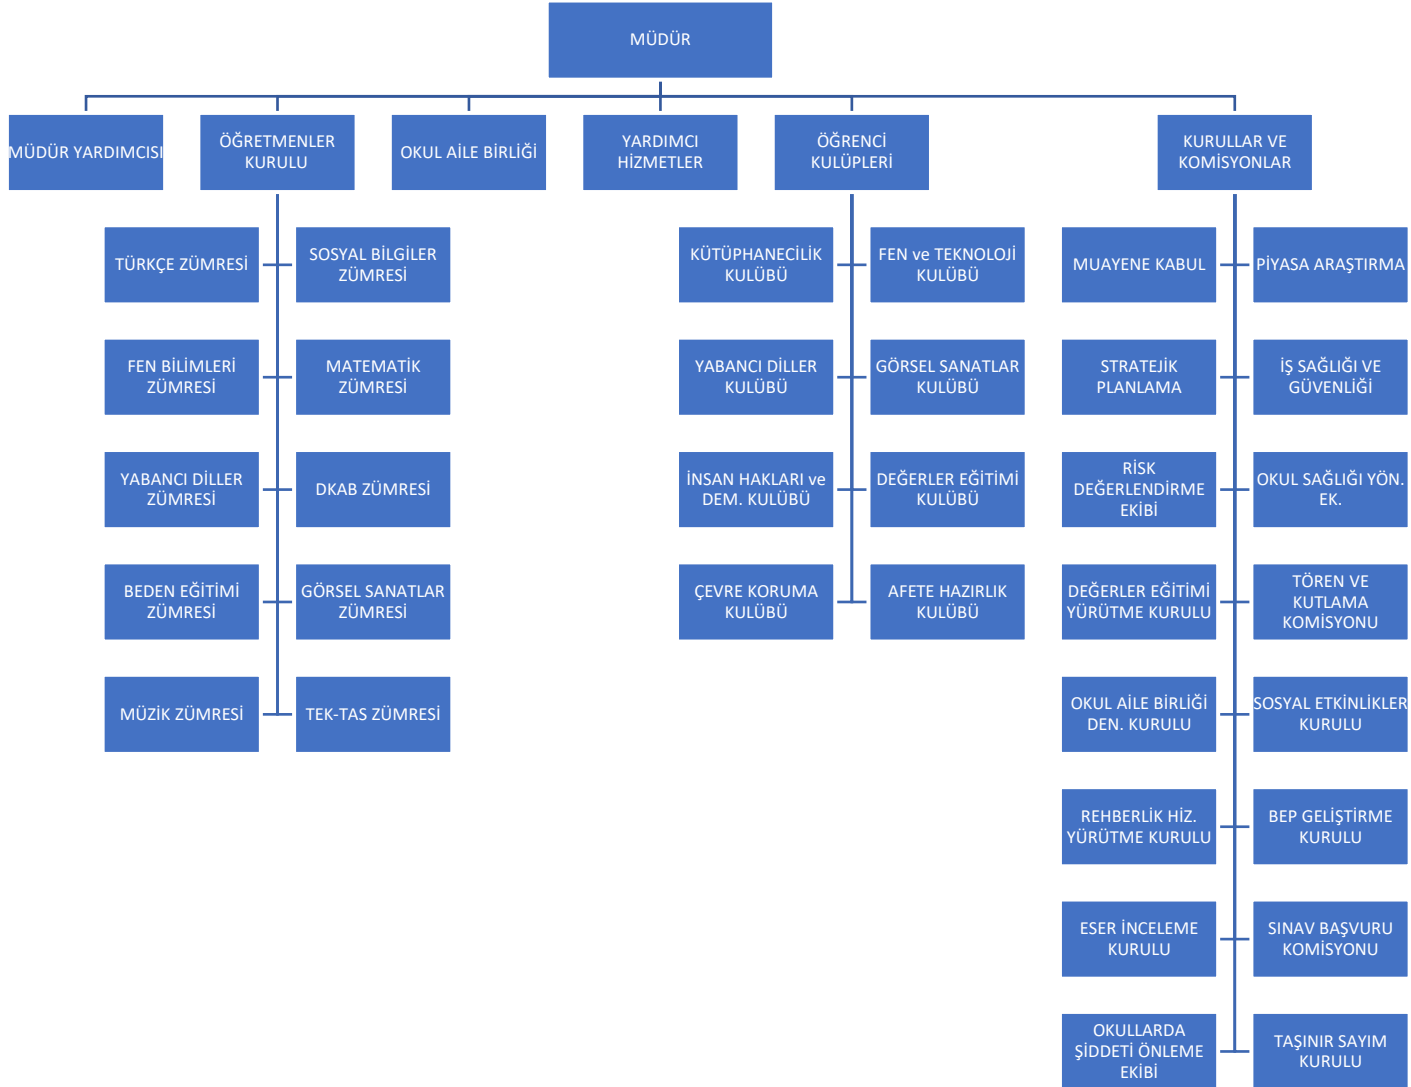 MÜDÜR
MÜDÜR YARDIMCISI
ÖĞRETMENLER
KURULU
OKUL AİLE BİRLİĞİ
YARDIMCI
HİZMETLER
ÖĞRENCİ
KULÜPLERİ
KURULLAR VE
KOMİSYONLAR
TÜRKÇE ZÜMRESİ
SOSYAL BİLGİLER
ZÜMRESİ
FEN BİLİMLERİ
ZÜMRESİ
MATEMATİK
ZÜMRESİ
YABANCI DİLLER
ZÜMRESİ
DKAB ZÜMRESİ
BEDEN EĞİTİMİ
ZÜMRESİ
GÖRSEL SANATLAR
ZÜMRESİ
MÜZİK ZÜMRESİ
TEK-TAS ZÜMRESİ
KÜTÜPHANECİLİK
KULÜBÜ
FEN ve TEKNOLOJİ
KULÜBÜ
YABANCI DİLLER
KULÜBÜ
GÖRSEL SANATLAR
KULÜBÜ
İNSAN HAKLARI ve
DEM. KULÜBÜ
DEĞERLER EĞİTİMİ
KULÜBÜ
ÇEVRE KORUMA
KULÜBÜ
AFETE HAZIRLIK
KULÜBÜ
MUAYENE KABUL
PİYASA ARAŞTIRMA
STRATEJİK
PLANLAMA
İŞ SAĞLIĞI VE
GÜVENLİĞİ
RİSK
DEĞERLENDİRME
EKİBİ
OKUL SAĞLIĞI YÖN.
EK.
DEĞERLER EĞİTİMİ
YÜRÜTME KURULU
TÖREN VE
KUTLAMA
KOMİSYONU
OKUL AİLE BİRLİĞİ
DEN. KURULU
SOSYAL ETKİNLİKLER
KURULU
REHBERLİK HİZ.
YÜRÜTME KURULU
BEP GELİŞTİRME
KURULU
ESER İNCELEME
KURULU
SINAV BAŞVURU
KOMİSYONU
OKULLARDA
ŞİDDETİ ÖNLEME
EKİBİ
TAŞINIR SAYIM
KURULU